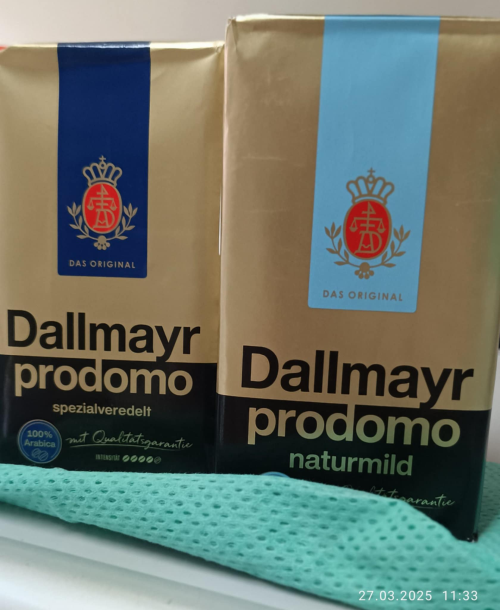 DAS ORIGINAL
Dallmayr
prodomo
spezialveredelt
100%
Arabica
mit Qualitätsgarantie
INTENSITÄT
DAS ORIGINAL
Dallmayr
prodomo
naturmild
27.03.2025 11:33